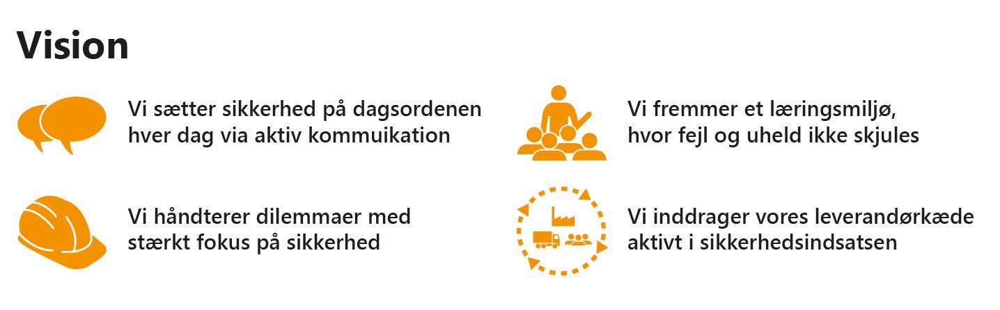 Vision
Vi sætter sikkerhed på dagsordenen
hver dag via aktiv kommuikation
Vi fremmer et læringsmiljø,
hvor fejl og uheld ikke skjules
Vi håndterer dilemmaer med
stærkt fokus på sikkerhed
Vi inddrager vores leverandørkæde
aktivt i sikkerhedsindsatsen